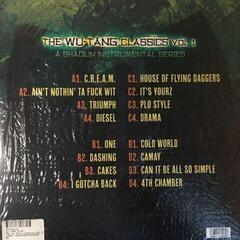 THE WU-TANG CLASSICS VOL 1
A SHAOLIN INSTRUMENTAL SERIES
A1. C.R.E.A.M.
A2. AIN'T NOTHIN' TA FUCK WIT
A3. TRIUMPH
A4. DIESEL
C1. HOUSE OF FLYING DAGGERS
C2. IT'S YOURZ
C3. PLO STYLE
C4. DRAMA
B1. ONE
B2. DASHING
B3. CAKES
B4: I GOTCHA BACK
D1. COLD WORLD
D2. CAMAY
D3. CAN IT BE ALL SO SIMPLE
D4. 4TH CHAMBER